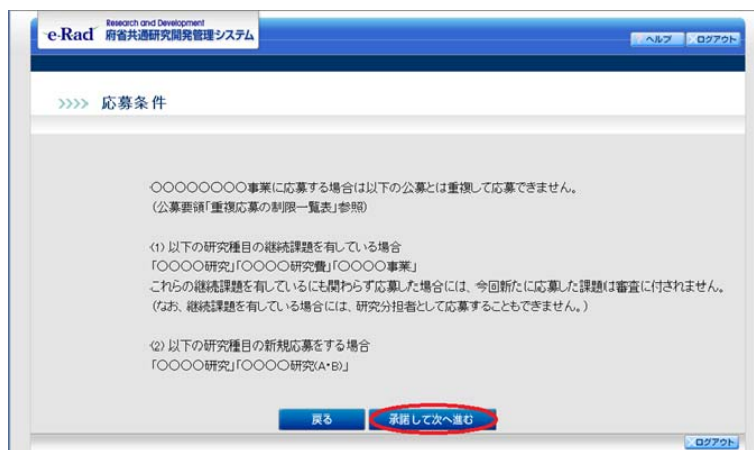 Research and Development
e-Rad 府省共通研究開発管理システム
ヘルプ ログアウト
>>>> 応募条件
○○○○○○○○事業に応募する場合は以下の公募とは重複して応募できません。
(公募要領「重複応募の制限一覧表」参照)
(1) 以下の研究種目の継続課題を有している場合
「○○○○研究」「○○○○研究費」「○○○○事業」
これらの継続課題を有しているにも関わらず応募した場合には、今回新たに応募した課題は審査に付されません。
(なお、継続課題を有している場合には、研究分担者として応募することもできません。)
(2) 以下の研究種目の新規応募をする場合
「○○○○研究」「○○○○研究(A・B)」
戻る 承諾して次へ進む
ログアウト